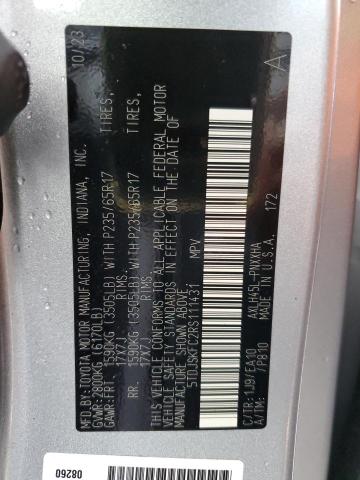 MFD.BY: TOYOTA MOTOR MANUFACTURING, INDIANA, INC. 10/23
GVWR: 2800KG (6170LB)
GAWR: FRT. 1590KG (3505LB) WITH P235/65R17 TIRES,
17X7J RIMS.
RR. 1590KG (3505LB) WITH P235/65R17 TIRES,
17X7J RIMS.
THIS VEHICLE CONFORMS TO ALL APPLICABLE FEDERAL MOTOR
VEHICLE SAFETY STANDARDS IN EFFECT ON THE DATE OF
MANUFACTURE SHOWN ABOVE.
5TDJSKFC2RS111431 MPV A
172
C/TR: 1J9/EA10 AXLH45L-PNXXHA
A/TM: /P810 MADE IN U.S.A.
08260